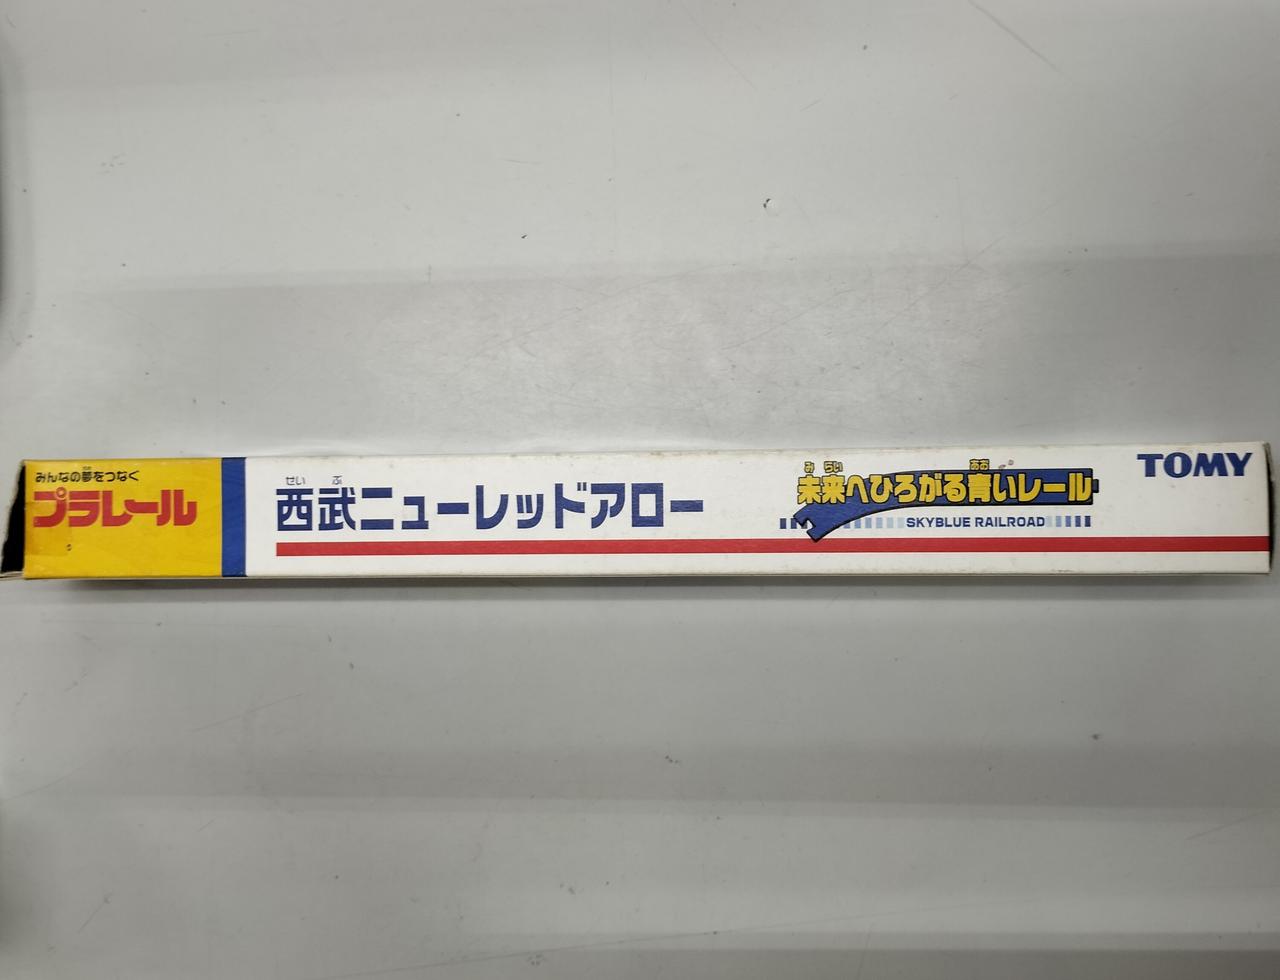 みんなの夢をつなぐ
プラレール
せいぶ
西武ニューレッドアロー
みらい あお
未来へひろがる青いレール
SKYBLUE RAILROAD
TOMY